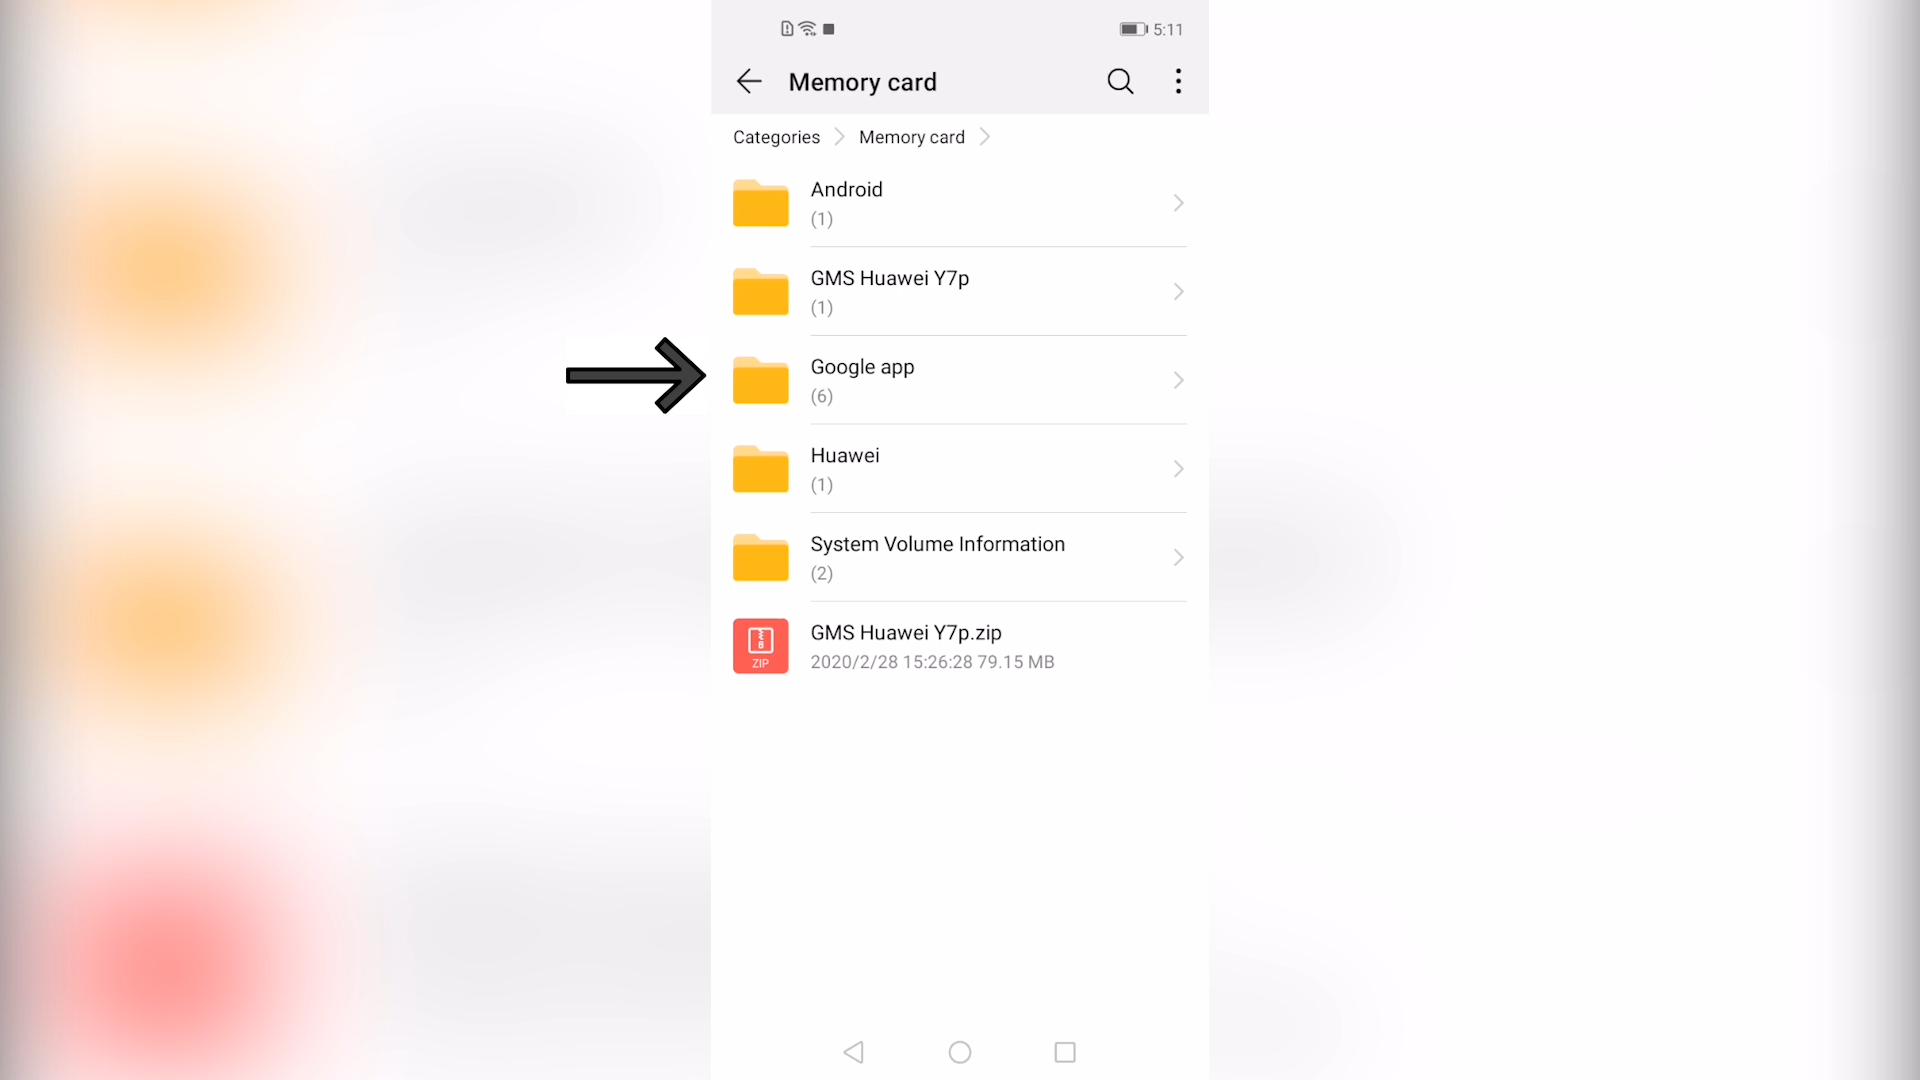 5:11
Memory card
Categories
Memory card
Android
(1)
GMS Huawei Y7p
(1)
Google app
(6)
Huawei
(1)
System Volume Information
(2)
ZIP
GMS Huawei Y7p.zip
2020/2/28 15:26:28 79.15 MB